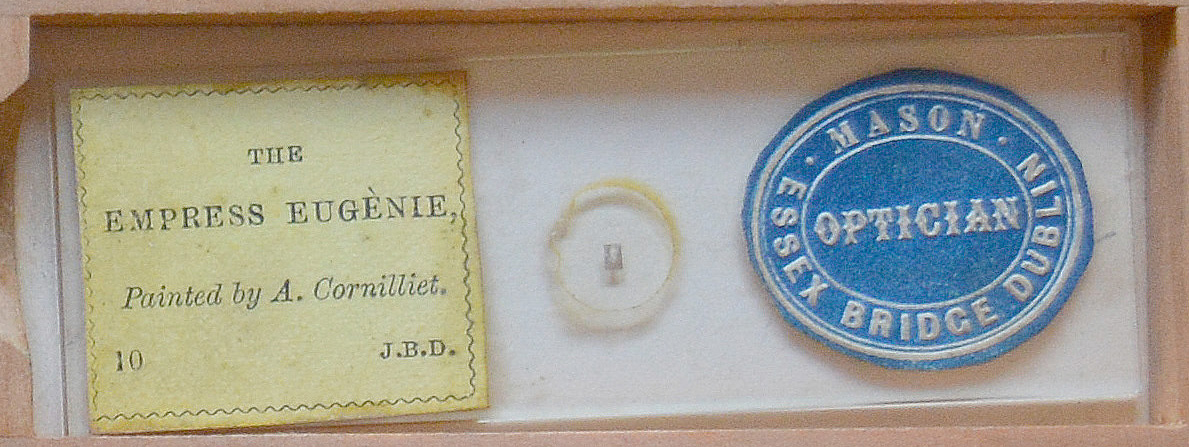 THE
EMPRESS EUGÈNIE,
Painted by A. Cornilliet.
10 J.B.D.
· MASON ·
OPTICIAN
ESSEX BRIDGE DUBLIN